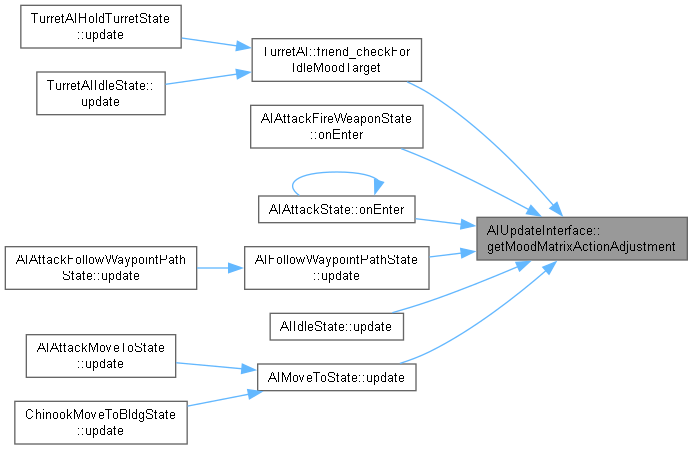 TurretAIHoldTurretState
::update
TurretAIIdleState::
update
TurretAI::friend_checkFor
IdleMoodTarget
AIAttackFireWeaponState
::onEnter
AIAttackState::onEnter
AIUpdateInterface::
getMoodMatrixActionAdjustment
AIAttackFollowWaypointPath
State::update
AIFollowWaypointPathState
::update
AIIdleState::update
AIAttackMoveToState
::update
AIMoveToState::update
ChinookMoveToBldgState
::update